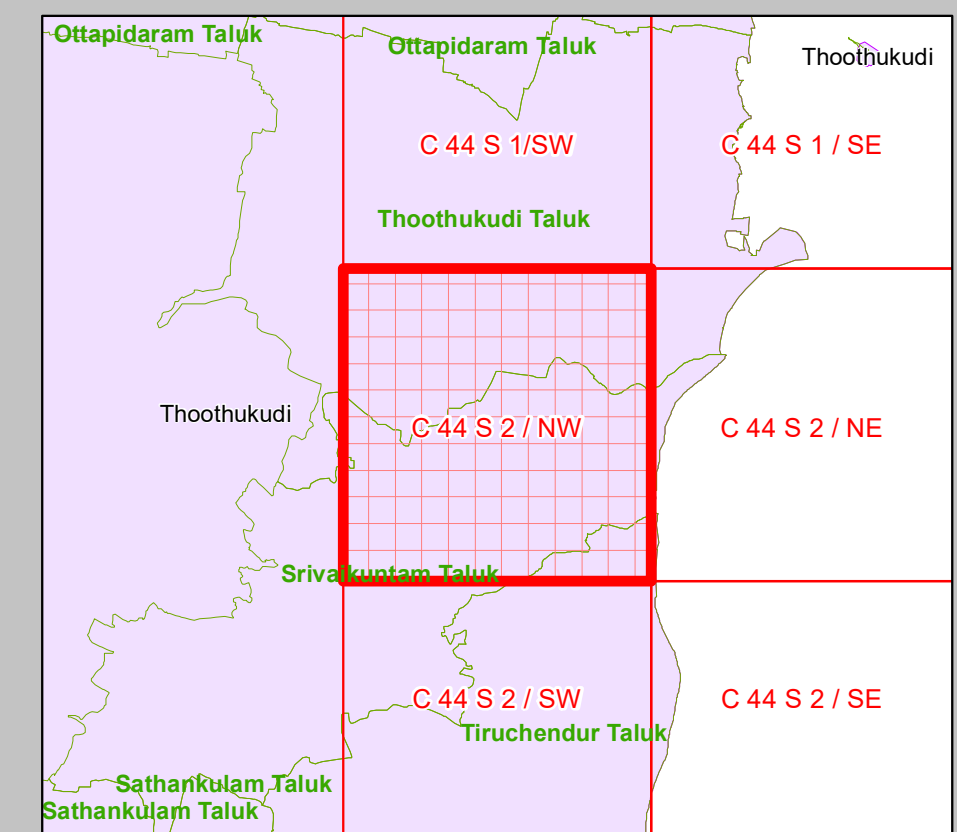 Ottapidaram Taluk
Ottapidaram Taluk
Thoothukudi
C 44 S 1/SW
C 44 S 1 / SE
Thoothukudi Taluk
Thoothukudi
C 44 S 2 / NW
C 44 S 2 / NE
Srivaikuntam Taluk
C 44 S 2 / SW
C 44 S 2 / SE
Tiruchendur Taluk
Sathankulam Taluk
Sathankulam Taluk